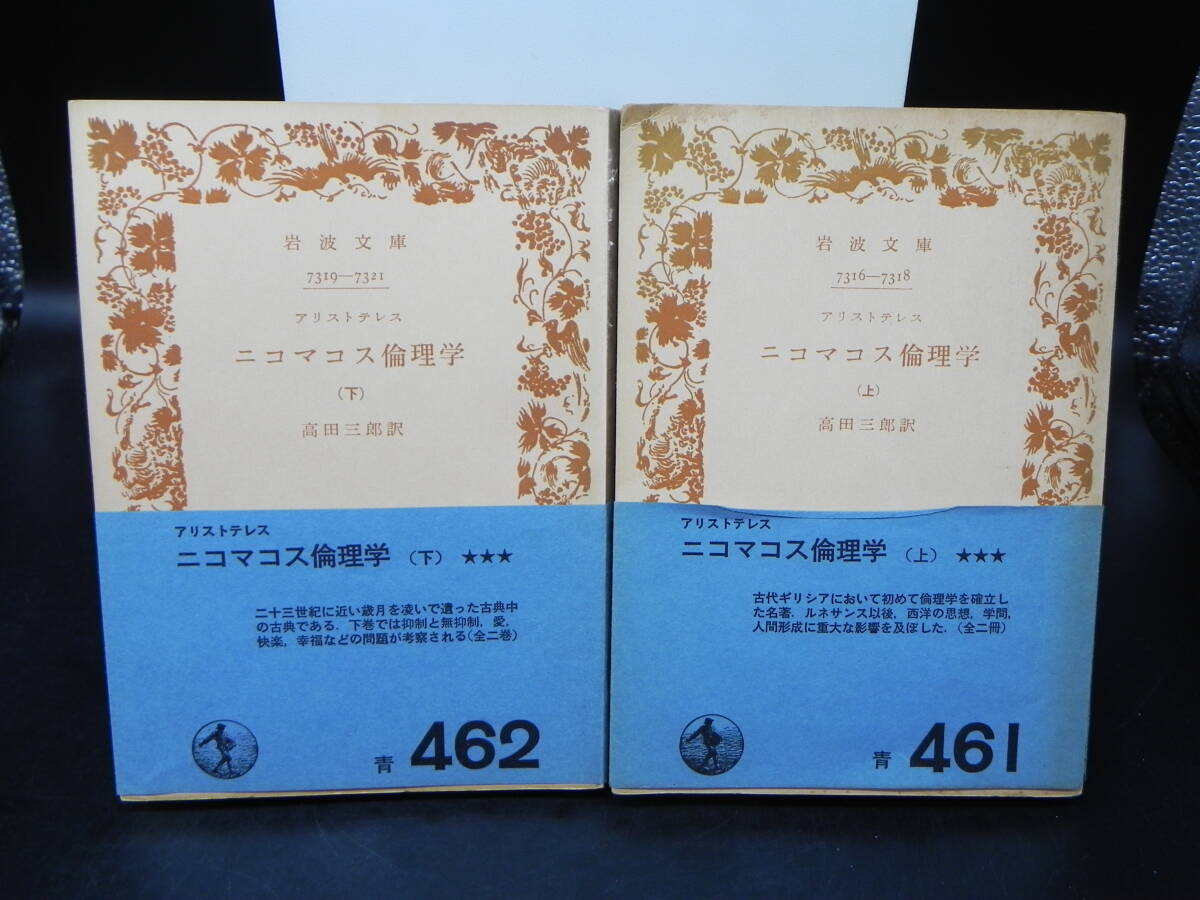 岩波文庫
7319—7321
アリストテレス
ニコマコス倫理学
(下)
高田三郎訳
アリストテレス
ニコマコス倫理学 (下) ★★★
二十三世紀に近い歳月を凌いで遺った古典中
の古典である．下巻では抑制と無抑制，愛，
快楽，幸福などの問題が考察される(全二巻)
青 462
岩波文庫
7316—7318
アリストテレス
ニコマコス倫理学
(上)
高田三郎訳
アリストテレス
ニコマコス倫理学 (上) ★★★
古代ギリシアにおいて初めて倫理学を確立し
た名著．ルネサンス以後，西洋の思想，学問，
人間形成に重大な影響を及ぼした．(全二冊)
青 461